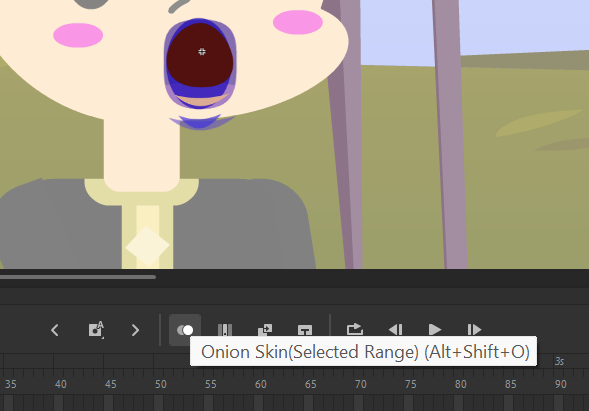 A
Onion Skin(Selected Range) (Alt+Shift+O)
3s
35 40 45 50 55 60 65 70 75 80 85 90